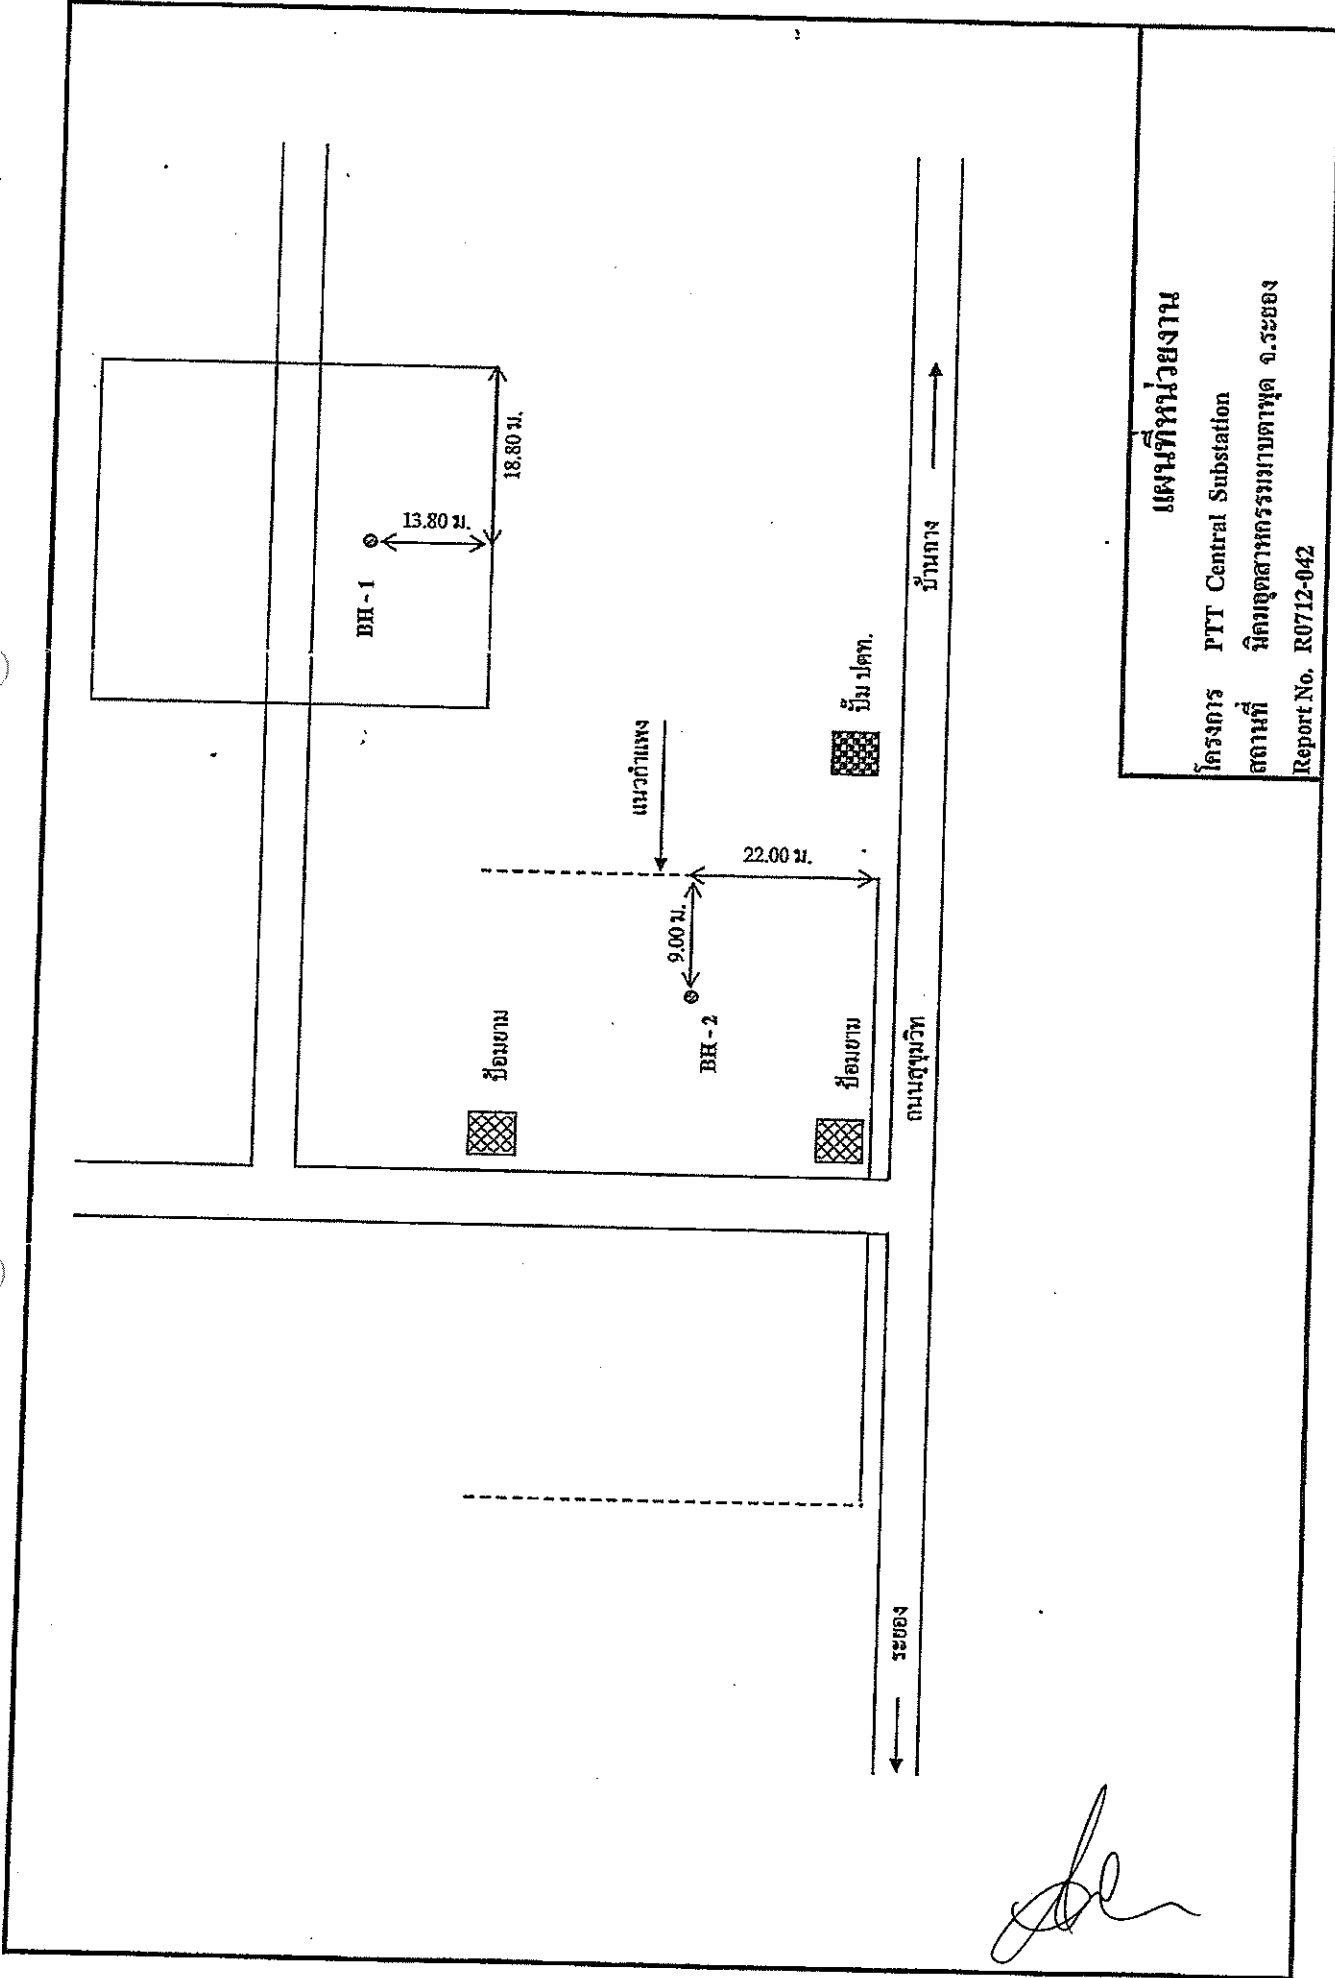 18.80 ม.
13.80 ม.
BH - 1
แนวกำแพง
ปั๊ม ปตท.
22.00 ม.
9.00 ม.
BH - 2
ป้อมยาม
ป้อมยาม
ถนนสุขุมวิท
บ้านฉาง
ระยอง
แผนที่หน่วยงาน
โครงการ PTT Central Substation
สถานที่ นิคมอุตสาหกรรมมาบตาพุด จ.ระยอง
Report No. R0712-042